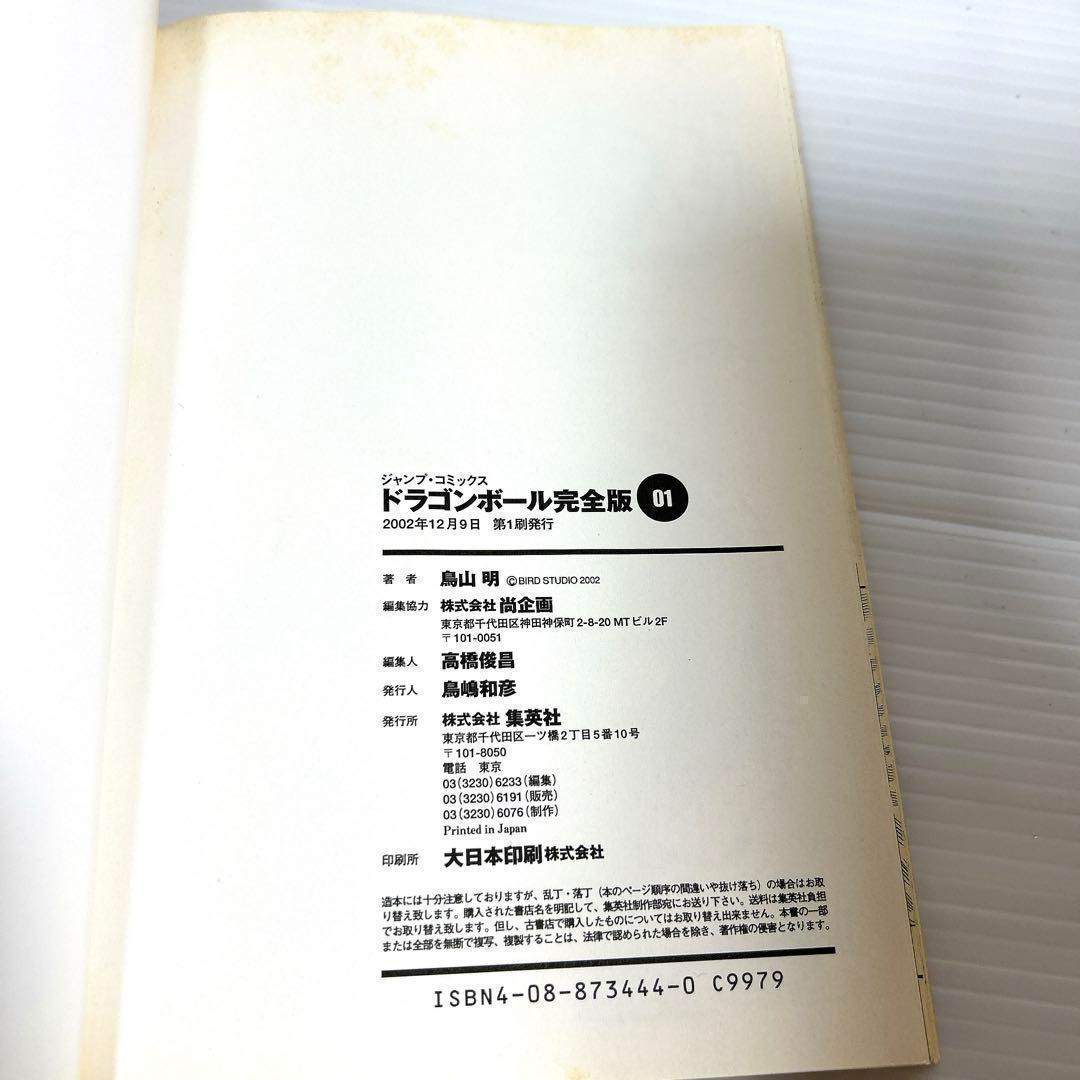 ジャンプ・コミックス
ドラゴンボール完全版 01
2002年12月9日 第1刷発行
著者 鳥山 明 ©BIRD STUDIO 2002
編集協力 株式会社 尚企画
東京都千代田区神田神保町2-8-20 MTビル2F
〒101-0051
編集人 高橋俊昌
発行人 鳥嶋和彦
発行所 株式会社 集英社
東京都千代田区一ツ橋2丁目5番10号
〒101-8050
電話 東京
03(3230)6233(編集)
03(3230)6191(販売)
03(3230)6076(制作)
Printed in Japan
印刷所 大日本印刷株式会社
造本には十分注意しておりますが、乱丁・落丁(本のページ順序の間違いや抜け落ち)の場合はお取
り替え致します。購入された書店名を明記して、集英社制作部宛にお送り下さい。送料は集英社負担
でお取り替え致します。但し、古書店で購入したものについてはお取り替え出来ません。本書の一部
または全部を無断で複写、複製することは、法律で認められた場合を除き、著作権の侵害となります。
ISBN4-08-873444-0 C9979